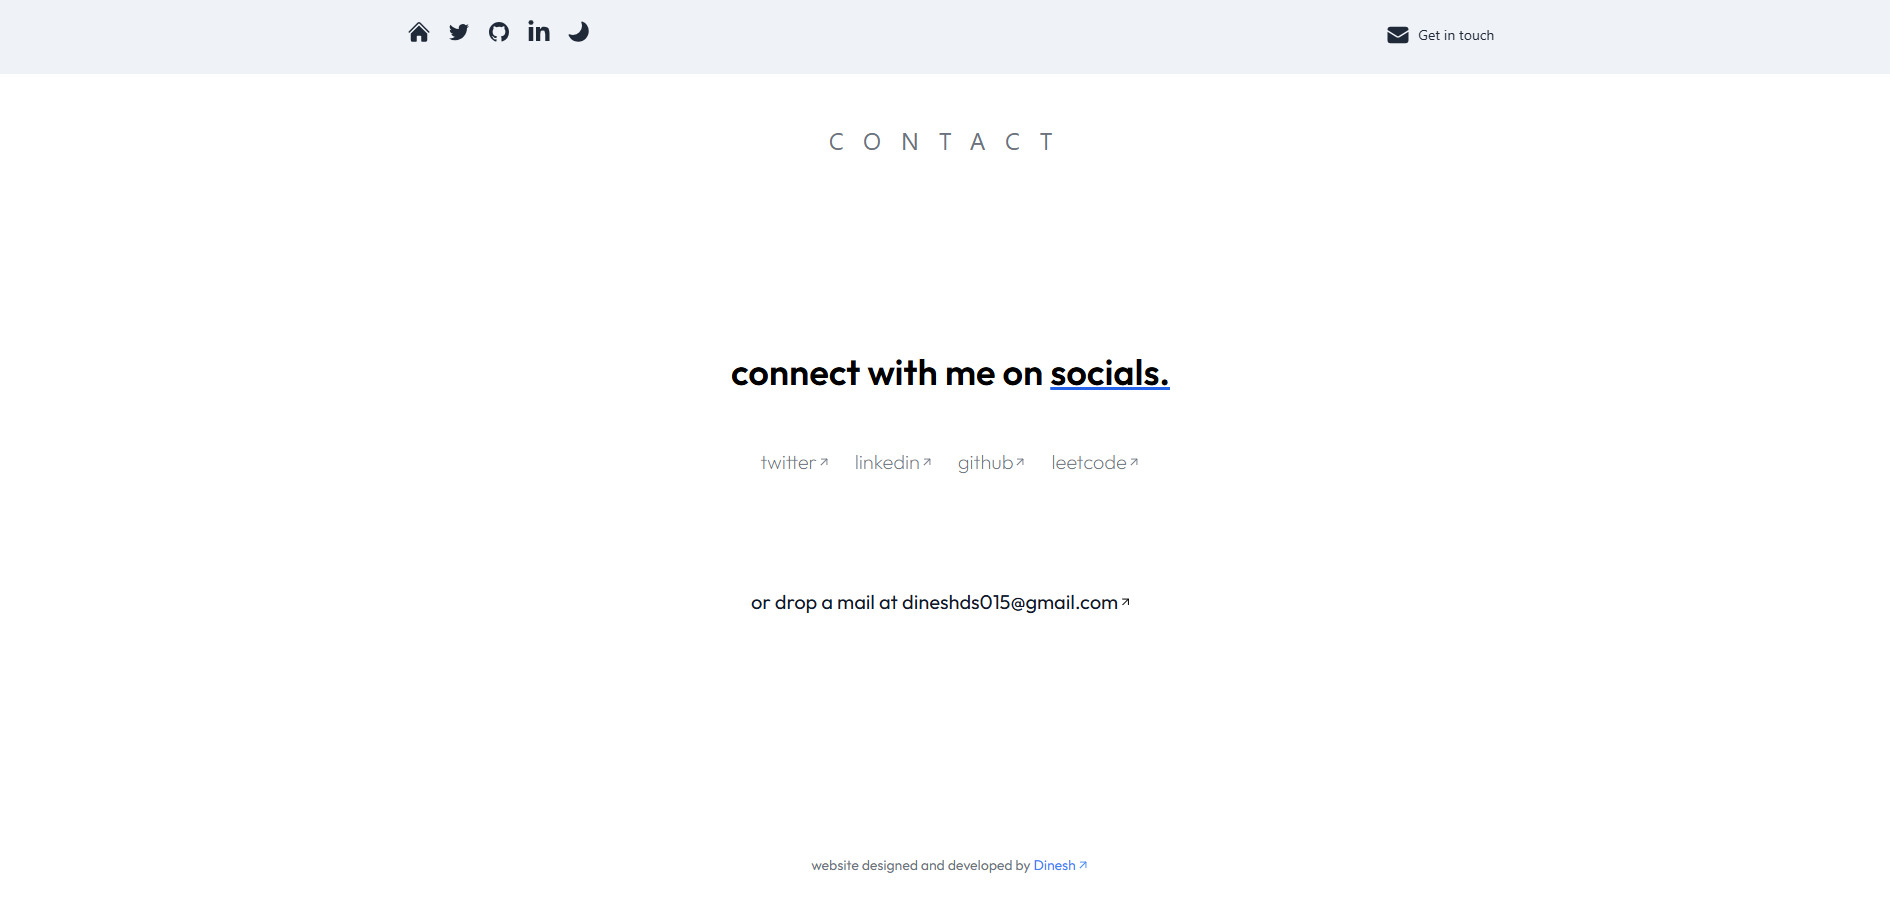 Get in touch
CONTACT
connect with me on socials.
twitter linkedin github leetcode
or drop a mail at dineshds015@gmail.com
website designed and developed by Dinesh